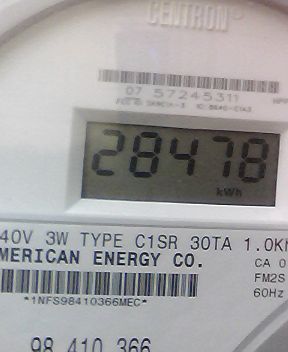 CENTRON®
07 57245311
28478
kWh
40V 3W TYPE C1SR 30TA 1.0K
MERICAN ENERGY CO.
CA 0
FM2S
60Hz
*1NFS98410366MEC*
98 410 366